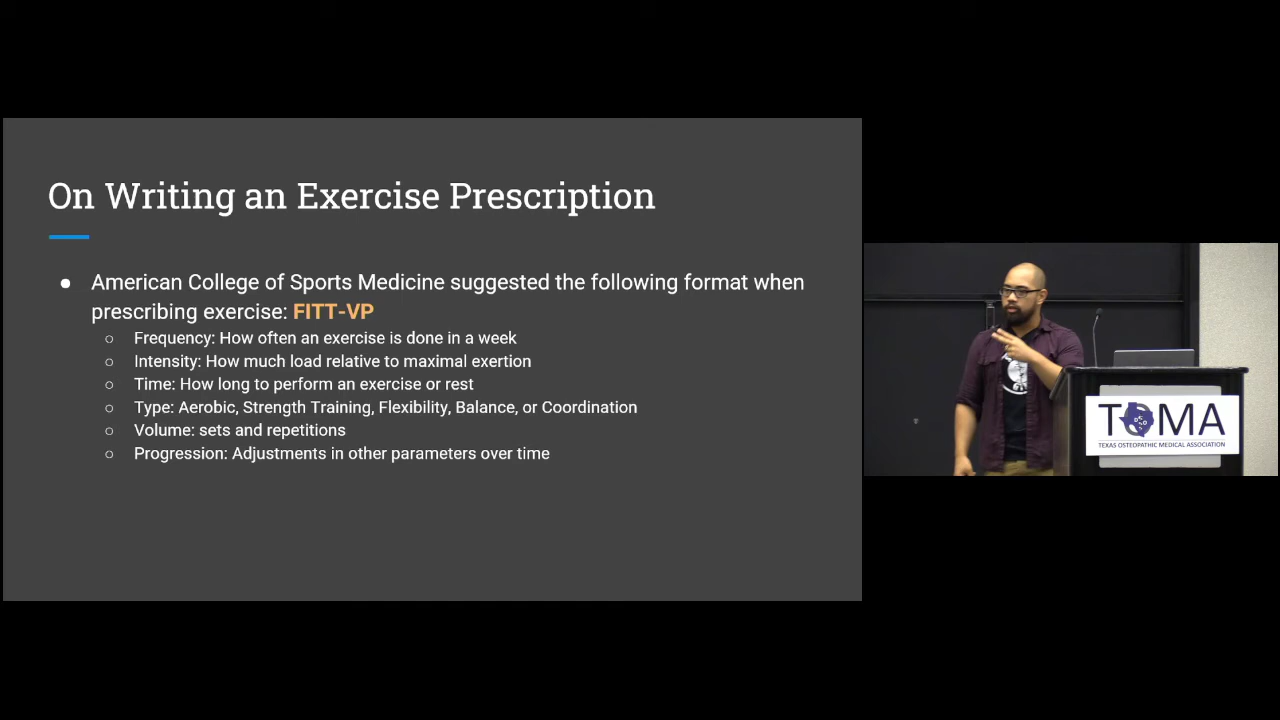 On Writing an Exercise Prescription
● American College of Sports Medicine suggested the following format when
prescribing exercise: FITT-VP
○ Frequency: How often an exercise is done in a week
○ Intensity: How much load relative to maximal exertion
○ Time: How long to perform an exercise or rest
○ Type: Aerobic, Strength Training, Flexibility, Balance, or Coordination
○ Volume: sets and repetitions
○ Progression: Adjustments in other parameters over time
TOMA
TEXAS OSTEOPATHIC MEDICAL ASSOCIATION